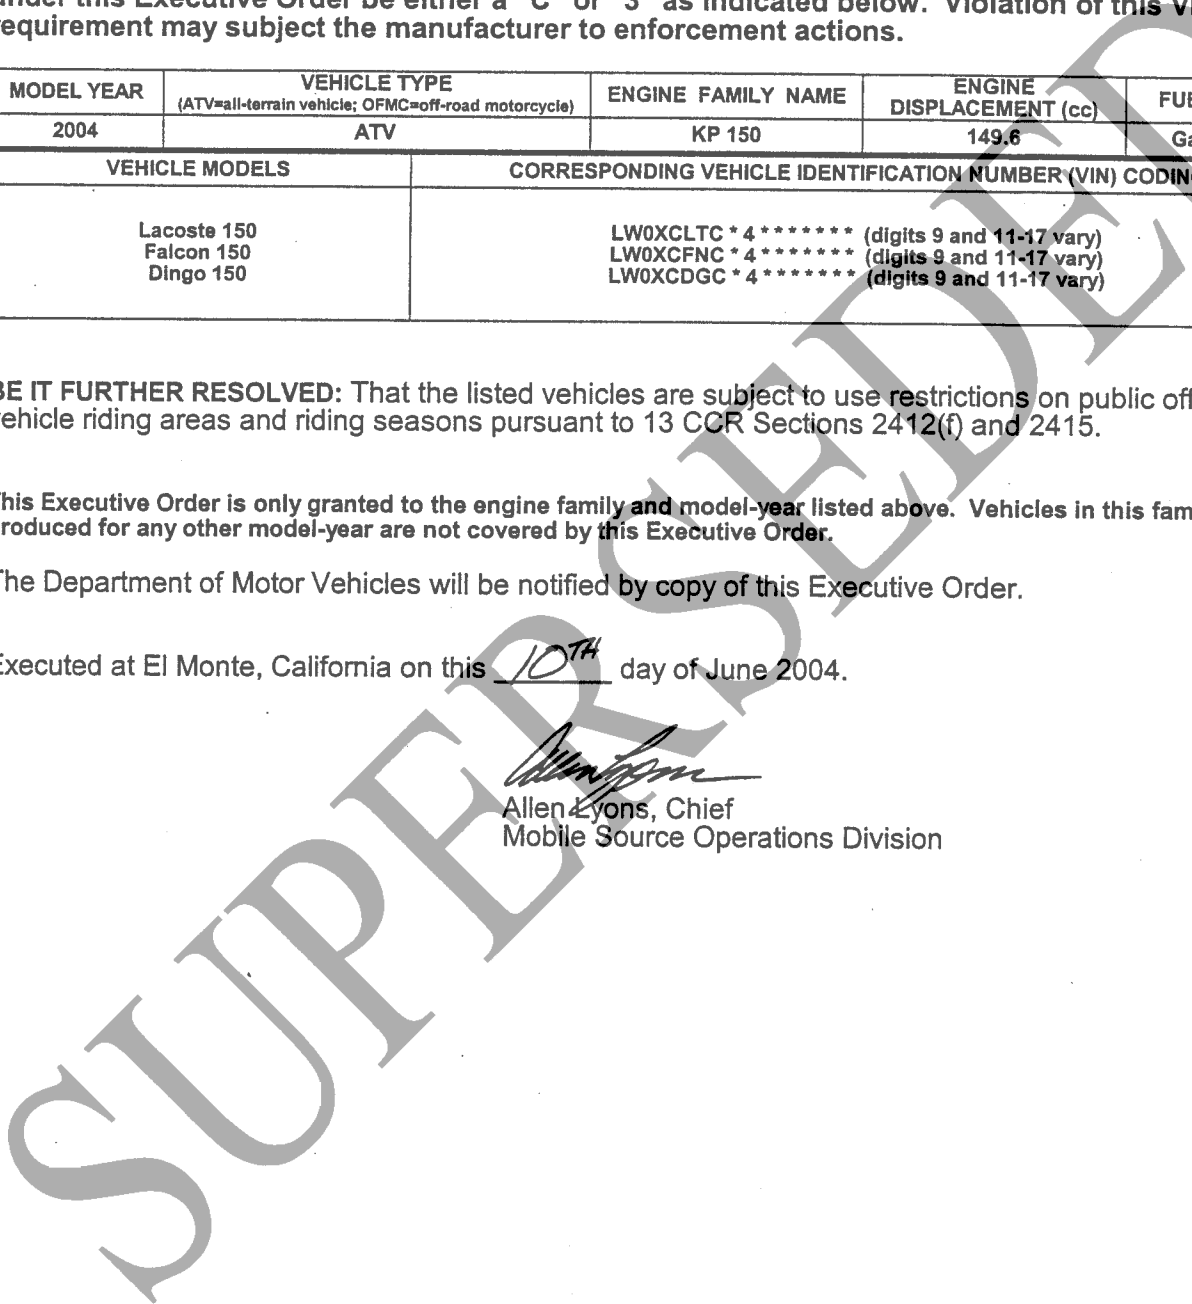 under this Executive Order be either a "C" or "3" as indicated below. Violation of this
requirement may subject the manufacturer to enforcement actions.
MODEL YEAR
VEHICLE TYPE
(ATV=all-terrain vehicle; OFMC=off-road motorcycle)
ENGINE FAMILY NAME
ENGINE
DISPLACEMENT (cc)
2004
ATV
KP 150
149.6
VEHICLE MODELS
CORRESPONDING VEHICLE IDENTIFICATION NUMBER (VIN) CODIN
Lacoste 150
LW0XCLTC * 4 * * * * * * * (digits 9 and 11-17 vary)
Falcon 150
LW0XCFNC * 4 * * * * * * * (digits 9 and 11-17 vary)
Dingo 150
LW0XCDGC * 4 * * * * * * * (digits 9 and 11-17 vary)
BE IT FURTHER RESOLVED: That the listed vehicles are subject to use restrictions on public off
ehicle riding areas and riding seasons pursuant to 13 CCR Sections 2412(f) and 2415.
his Executive Order is only granted to the engine family and model-year listed above. Vehicles in this fam
roduced for any other model-year are not covered by this Executive Order.
The Department of Motor Vehicles will be notified by copy of this Executive Order.
Executed at El Monte, California on this 10TH day of June 2004.
Allen Lyons
Allen Lyons, Chief
Mobile Source Operations Division
SUPERSEDED